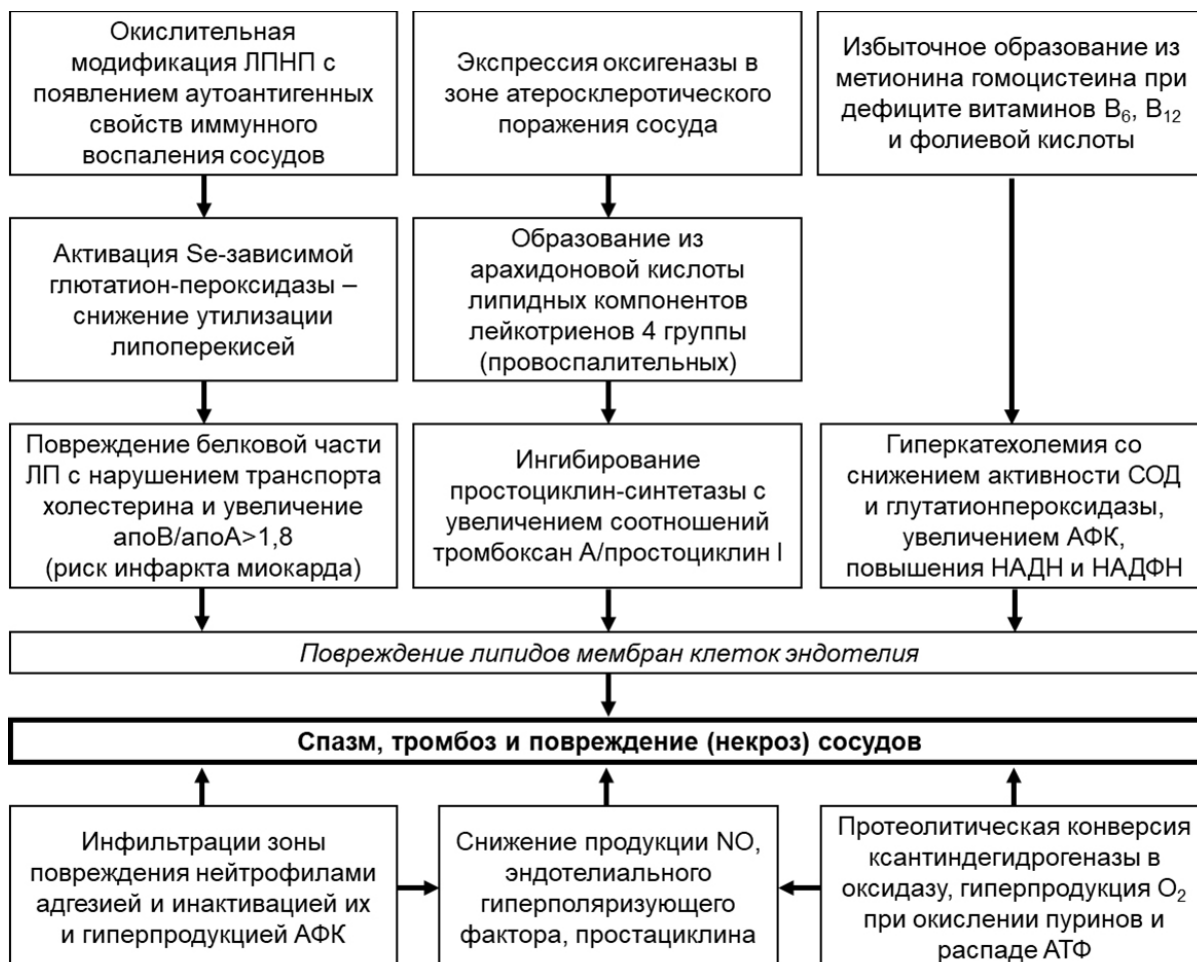 Окислительная
модификация ЛПНП с
появлением аутоантигенных
свойств иммунного
воспаления сосудов
Экспрессия оксигеназы в
зоне атеросклеротического
поражения сосуда
Избыточное образование из
метионина гомоцистеина при
дефиците витаминов B₆, B₁₂
и фолиевой кислоты
Активация Se-зависимой
глютатион-пероксидазы –
снижение утилизации
липоперекисей
Образование из
арахидоновой кислоты
липидных компонентов
лейкотриенов 4 группы
(провоспалительных)
Повреждение белковой части
ЛП с нарушением транспорта
холестерина и увеличение
апоВ/апоА>1,8
(риск инфаркта миокарда)
Ингибирование
простоциклин-синтетазы с
увеличением соотношений
тромбоксан А/простоциклин I
Гиперкатехолемия со
снижением активности СОД
и глутатионпероксидазы,
увеличением АФК,
повышения НАДН и НАДФН
Повреждение липидов мембран клеток эндотелия
Спазм, тромбоз и повреждение (некроз) сосудов
Инфильтрации зоны
повреждения нейтрофилами
адгезией и инактивацией их
и гиперпродукцией АФК
Снижение продукции NO,
эндотелиального
гиперполяризующего
фактора, простациклина
Протеолитическая конверсия
ксантиндегидрогеназы в
оксидазу, гиперпродукция O₂
при окислении пуринов и
распаде АТФ